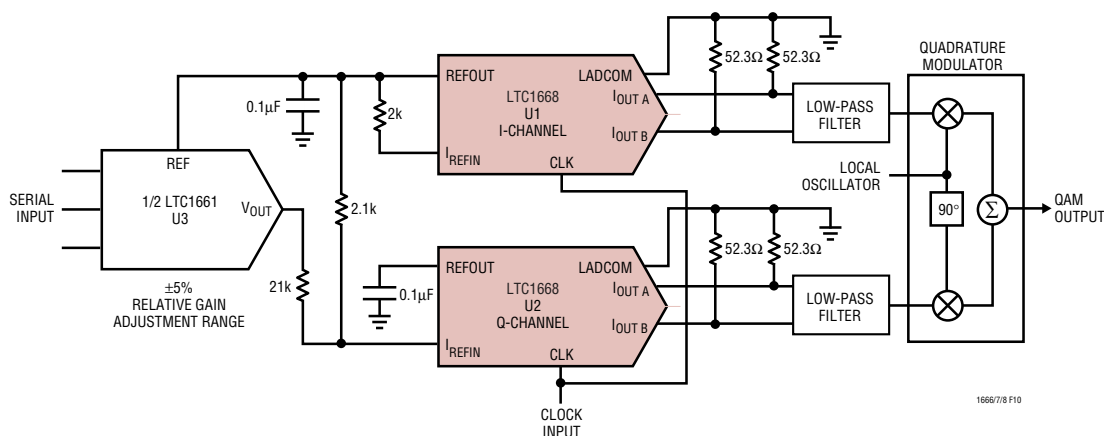 REFOUT
LTC1668
U1
I-CHANNEL
LADCOM
IOUT A
IOUT B
IREFIN
CLK
52.3Ω
52.3Ω
LOW-PASS
FILTER
QUADRATURE
MODULATOR
0.1µF
2k
REF
SERIAL
INPUT
1/2 LTC1661
U3
VOUT
±5%
RELATIVE GAIN
ADJUSTMENT RANGE
2.1k
21k
LOCAL
OSCILLATOR
90°
Σ
QAM
OUTPUT
REFOUT
LTC1668
U2
Q-CHANNEL
LADCOM
IOUT A
IOUT B
IREFIN
CLK
0.1µF
52.3Ω
52.3Ω
LOW-PASS
FILTER
CLOCK
INPUT
1666/7/8 F10